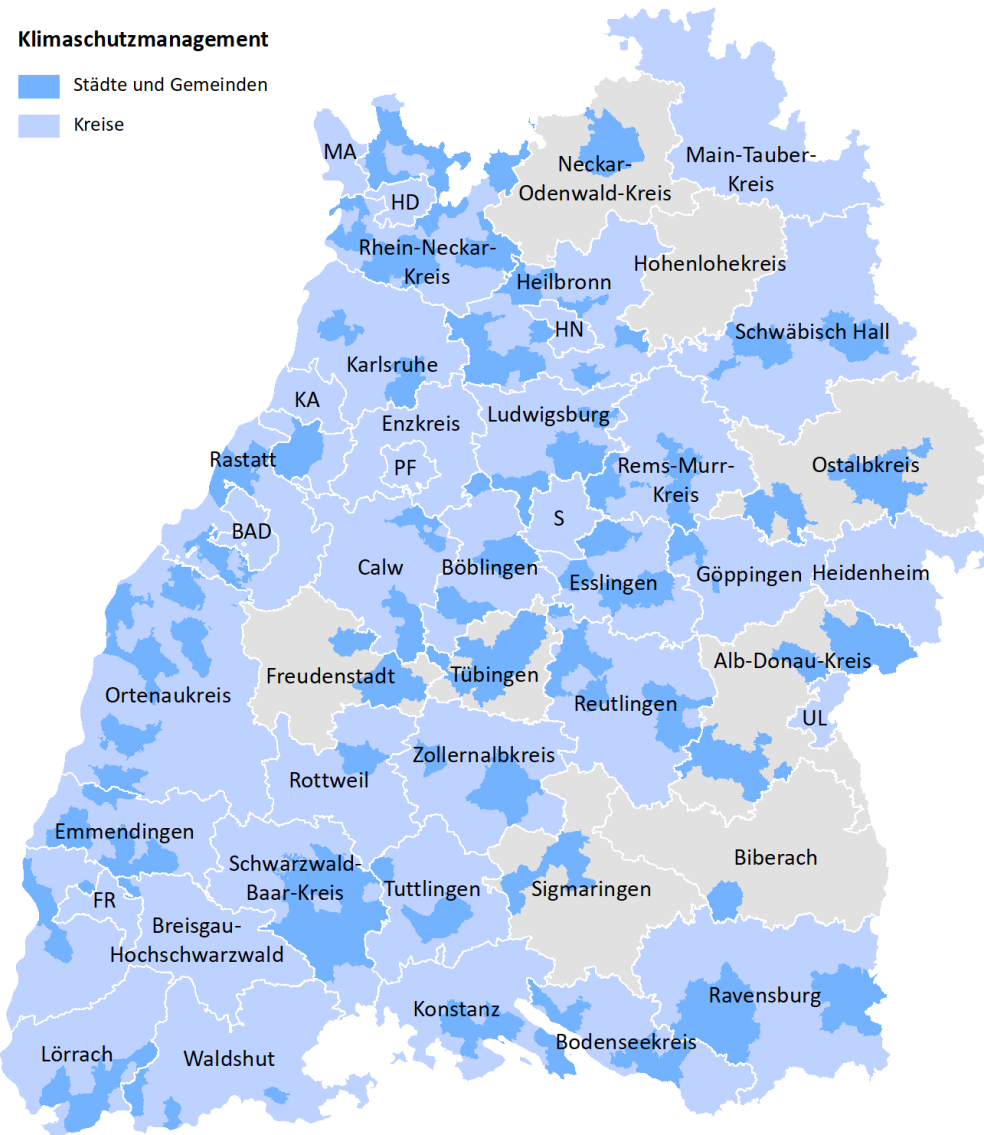 Klimaschutzmanagement
Städte und Gemeinden
Kreise
MA
Neckar-
Odenwald-Kreis
Main-Tauber-
Kreis
HD
Rhein-Neckar-
Kreis
Heilbronn
Hohenlohekreis
HN
Schwäbisch Hall
Karlsruhe
KA
Enzkreis
Ludwigsburg
Rastatt
PF
Rems-Murr-
Kreis
Ostalbkreis
BAD
S
Calw
Böblingen
Esslingen
Göppingen
Heidenheim
Freudenstadt
Tübingen
Alb-Donau-Kreis
Ortenaukreis
Reutlingen
UL
Rottweil
Zollernalbkreis
Emmendingen
Schwarzwald-
Baar-Kreis
Tuttlingen
Sigmaringen
Biberach
FR
Breisgau-
Hochschwarzwald
Konstanz
Ravensburg
Bodenseekreis
Lörrach
Waldshut